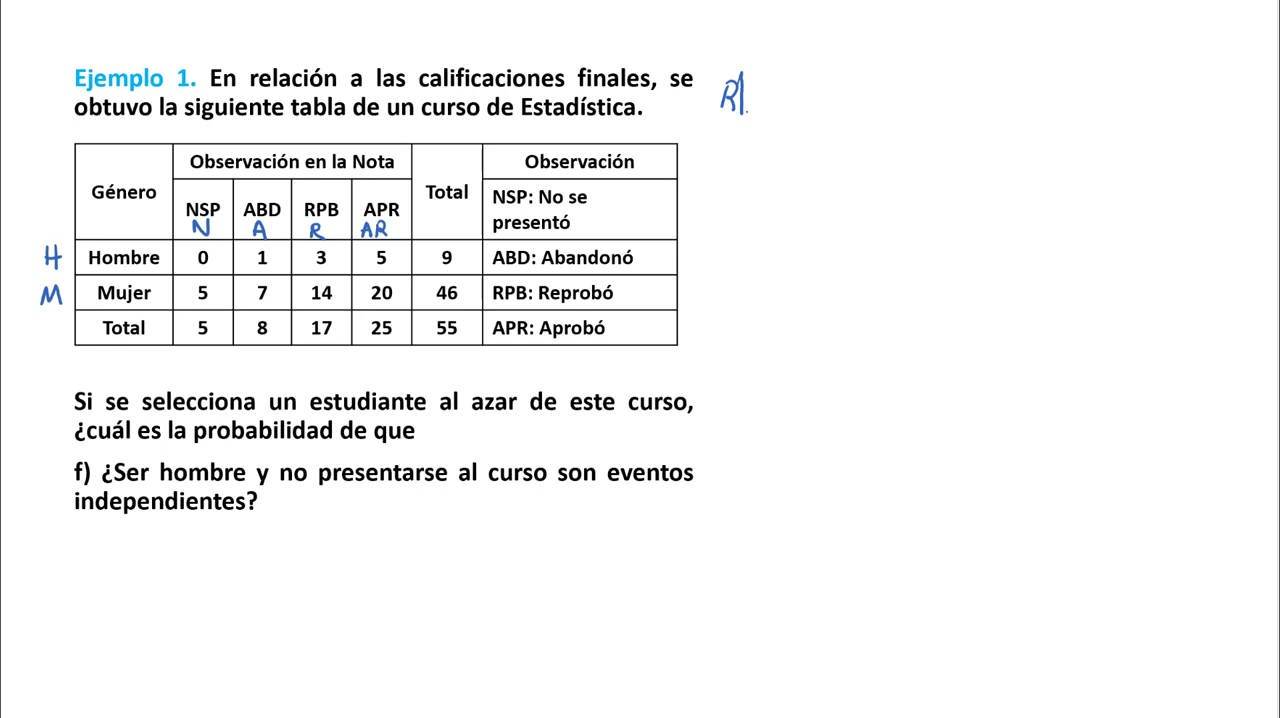 Ejemplo 1. En relación a las calificaciones finales, se
obtuvo la siguiente tabla de un curso de Estadística.
R|
Género Observación en la Nota Total Observación
NSP ABD RPB APR NSP: No se
presentó
N A R AR
H Hombre 0 1 3 5 9 ABD: Abandonó
M Mujer 5 7 14 20 46 RPB: Reprobó
Total 5 8 17 25 55 APR: Aprobó
Si se selecciona un estudiante al azar de este curso,
¿cuál es la probabilidad de que
f) ¿Ser hombre y no presentarse al curso son eventos
independientes?